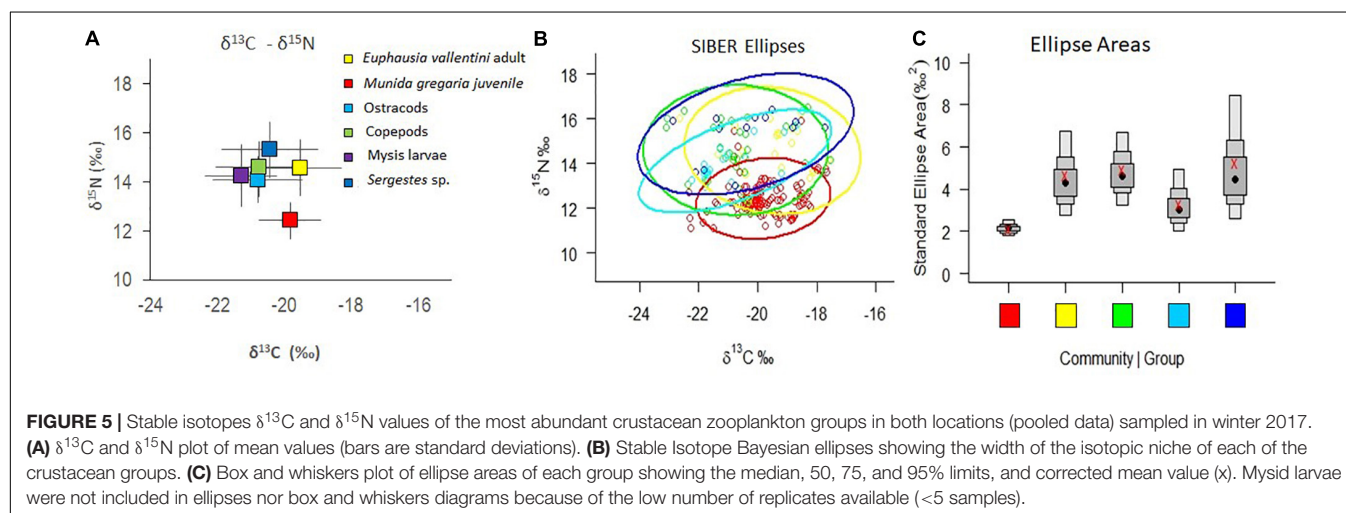 A
δ¹³C - δ¹⁵N
δ¹⁵N (‰)
18
16
14
12
10
-24
-22
-20
-18
-16
δ¹³C (‰)
Euphausia vallentini adult
Munida gregaria juvenile
Ostracods
Copepods
Mysis larvae
Sergestes sp.
B
SIBER Ellipses
δ¹⁵N ‰
18
16
14
12
10
-24
-22
-20
-18
-16
δ¹³C ‰
C
Ellipse Areas
Standard Ellipse Area(‰²)
10
8
6
4
2
0
x
x
x
x
x
Community | Group
FIGURE 5 | Stable isotopes δ¹³C and δ¹⁵N values of the most abundant crustacean zooplankton groups in both locations (pooled data) sampled in winter 2017.
(A) δ¹³C and δ¹⁵N plot of mean values (bars are standard deviations). (B) Stable Isotope Bayesian ellipses showing the width of the isotopic niche of each of the
crustacean groups. (C) Box and whiskers plot of ellipse areas of each group showing the median, 50, 75, and 95% limits, and corrected mean value (x). Mysid larvae
were not included in ellipses nor box and whiskers diagrams because of the low number of replicates available (<5 samples).